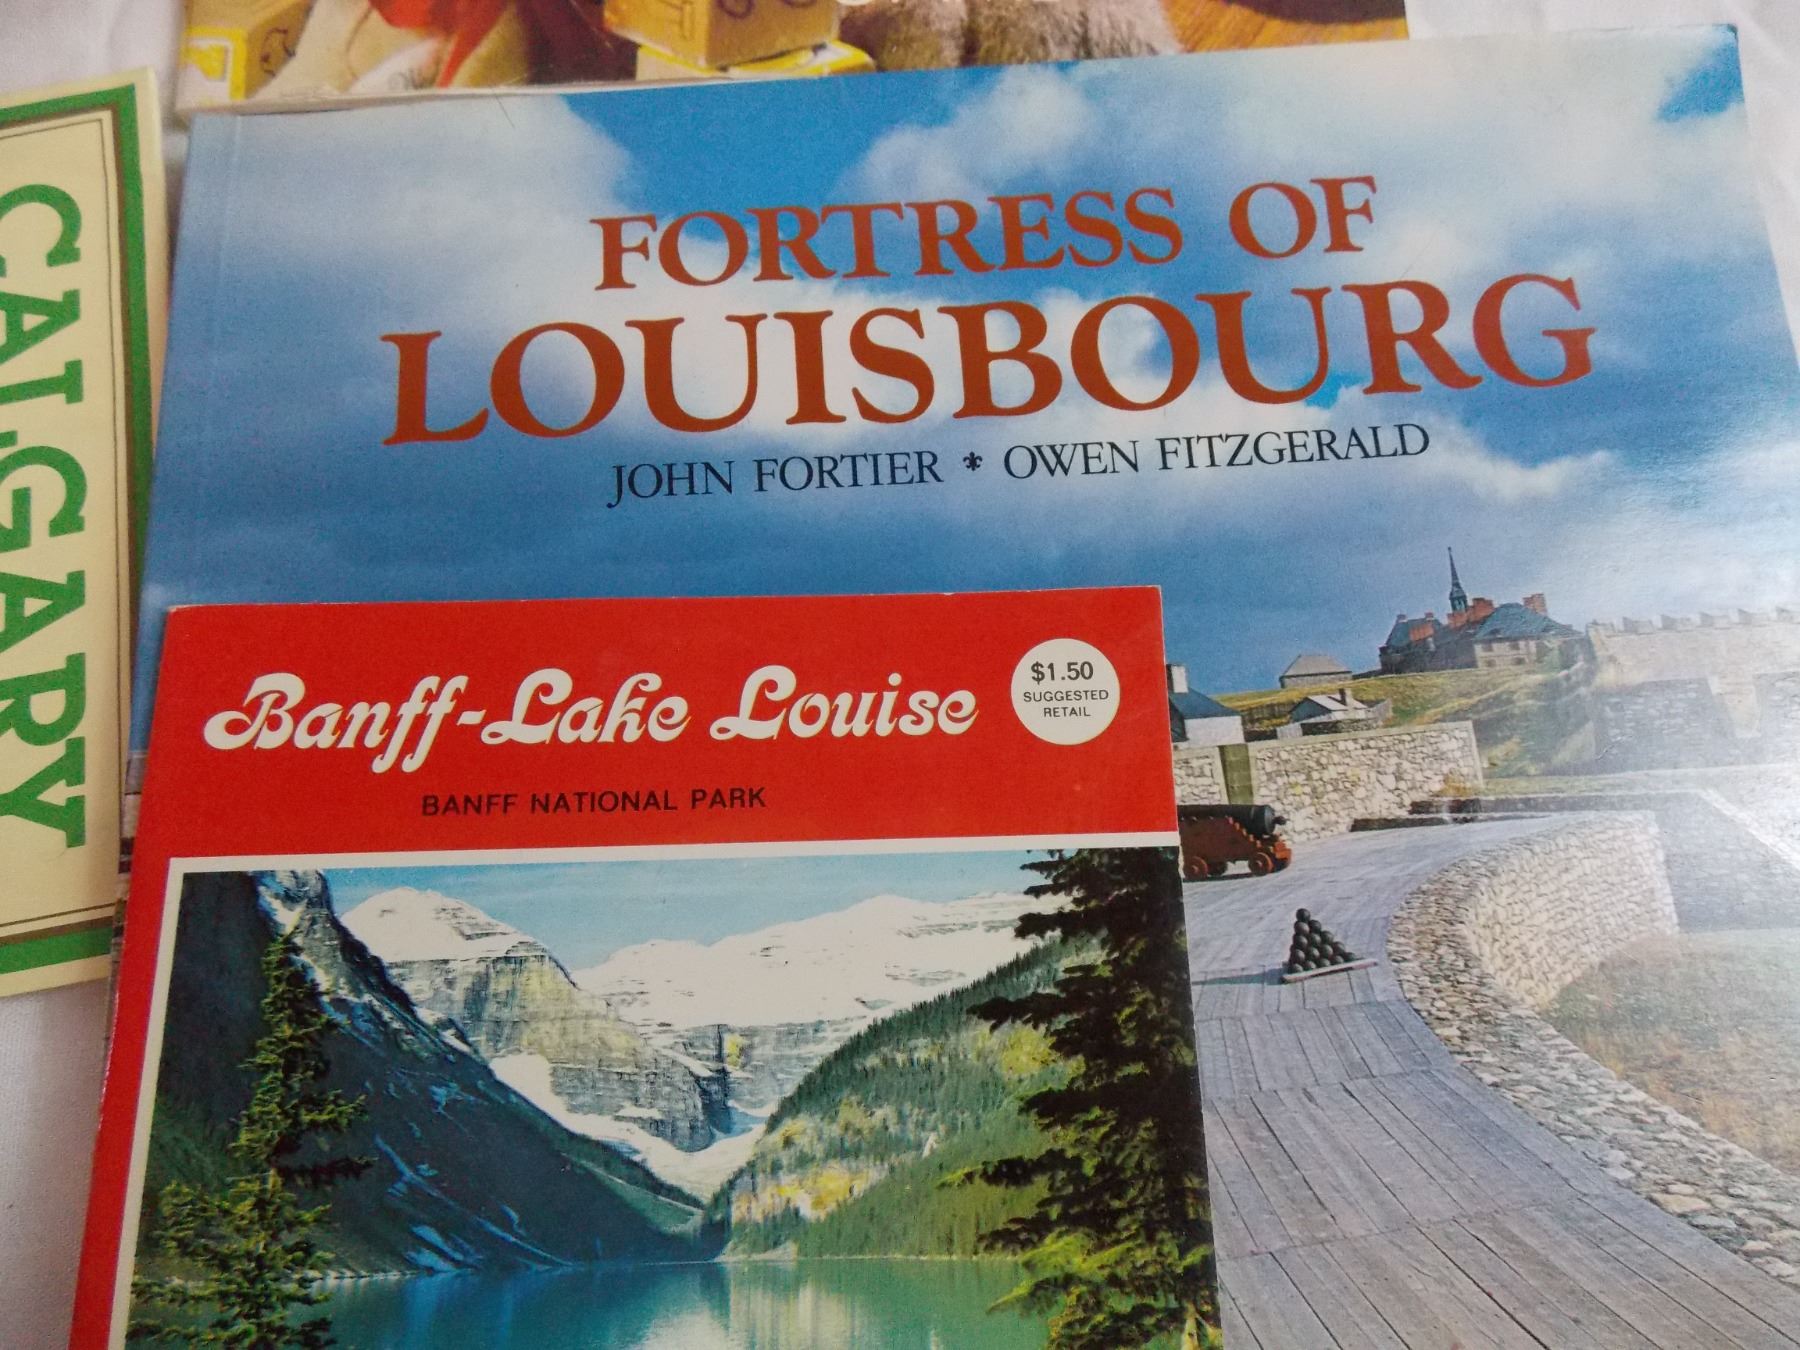 FORTRESS OF
LOUISBOURG
JOHN FORTIER * OWEN FITZGERALD
CALGARY
Banff-Lake Louise
$1.50
SUGGESTED
RETAIL
BANFF NATIONAL PARK